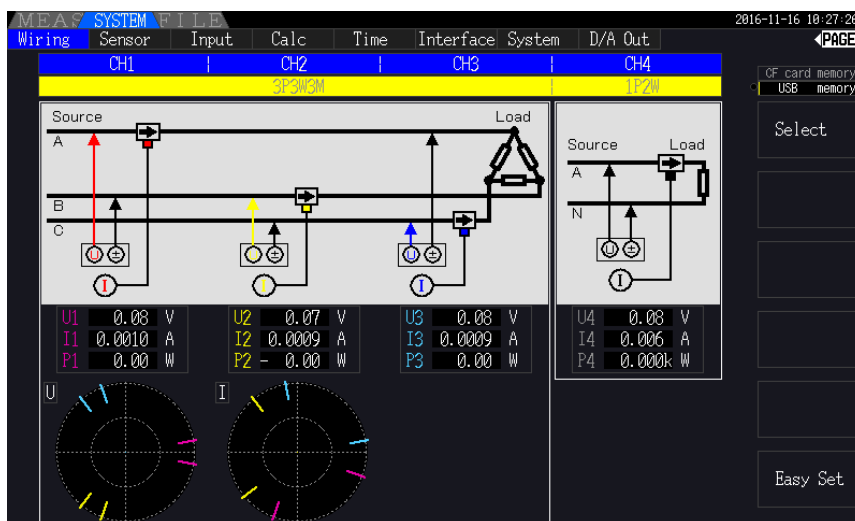 MEAS SYSTEM FILE 2016-11-16 10:27:26
Wiring Sensor Input Calc Time Interface System D/A Out PAGE
CH1 CH2 CH3 CH4
3P3W3M 1P2W
CF card memory
USB memory
Source Load
A
B
C
U ± U ± U ±
I I I
Source Load
A
N
U ±
I
Select
U1 0.08 V U2 0.07 V U3 0.08 V U4 0.08 V
I1 0.0010 A I2 0.0009 A I3 0.0009 A I4 0.006 A
P1 0.00 W P2 - 0.00 W P3 0.00 W P4 0.000k W
U I
Easy Set